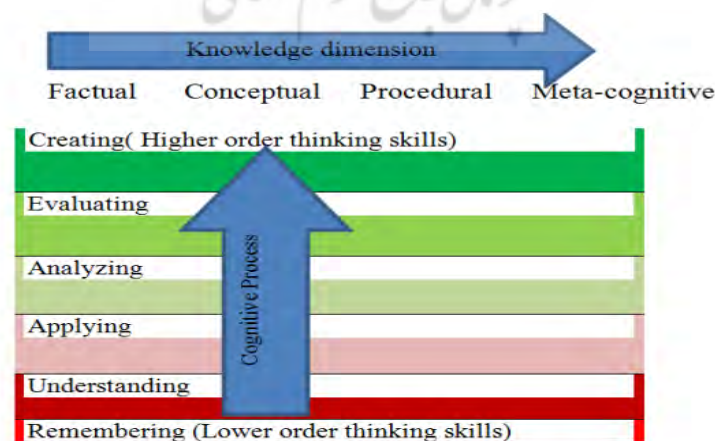 Knowledge dimension
Factual Conceptual Procedural Meta-cognitive
Creating( Higher order thinking skills)
Evaluating
Analyzing
Cognitive Process
Applying
Understanding
Remembering (Lower order thinking skills)